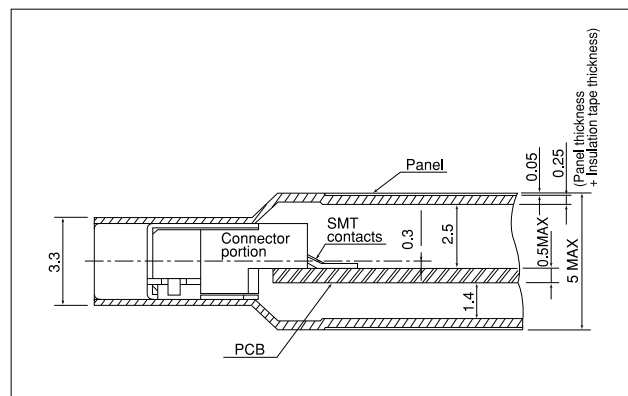 Panel
(Panel thickness
+ Insulation tape thickness)
0.05
0.25
SMT
contacts
Connector
portion
3.3
0.3
2.5
0.5MAX
5 MAX
1.4
PCB